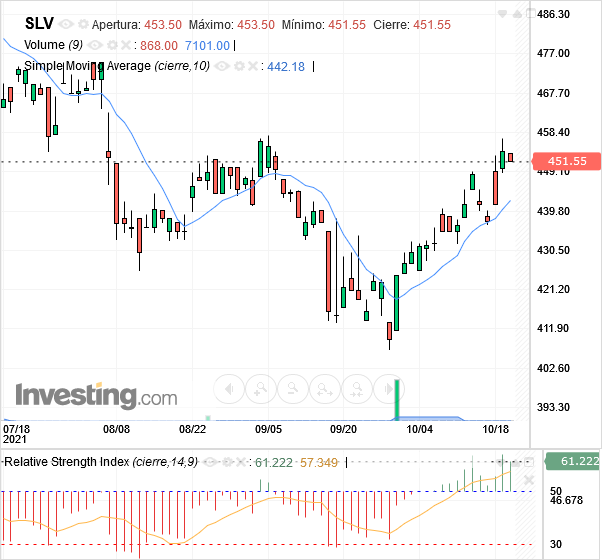 SLV Apertura: 453.50 Máximo: 453.50 Mínimo: 451.55 Cierre: 451.55
Volume (9) : 868.00 7101.00
Simple Moving Average (cierre,10) : 442.18
486.30
477.00
467.70
458.40
451.55
449.10
439.80
430.50
421.20
411.90
402.60
393.30
Investing.com
07/18 08/08 08/22 09/05 09/20 10/04 10/18
2021
Relative Strength Index (cierre,14,9) : 61.222 57.349
61.222
50 50
46.678
30 30